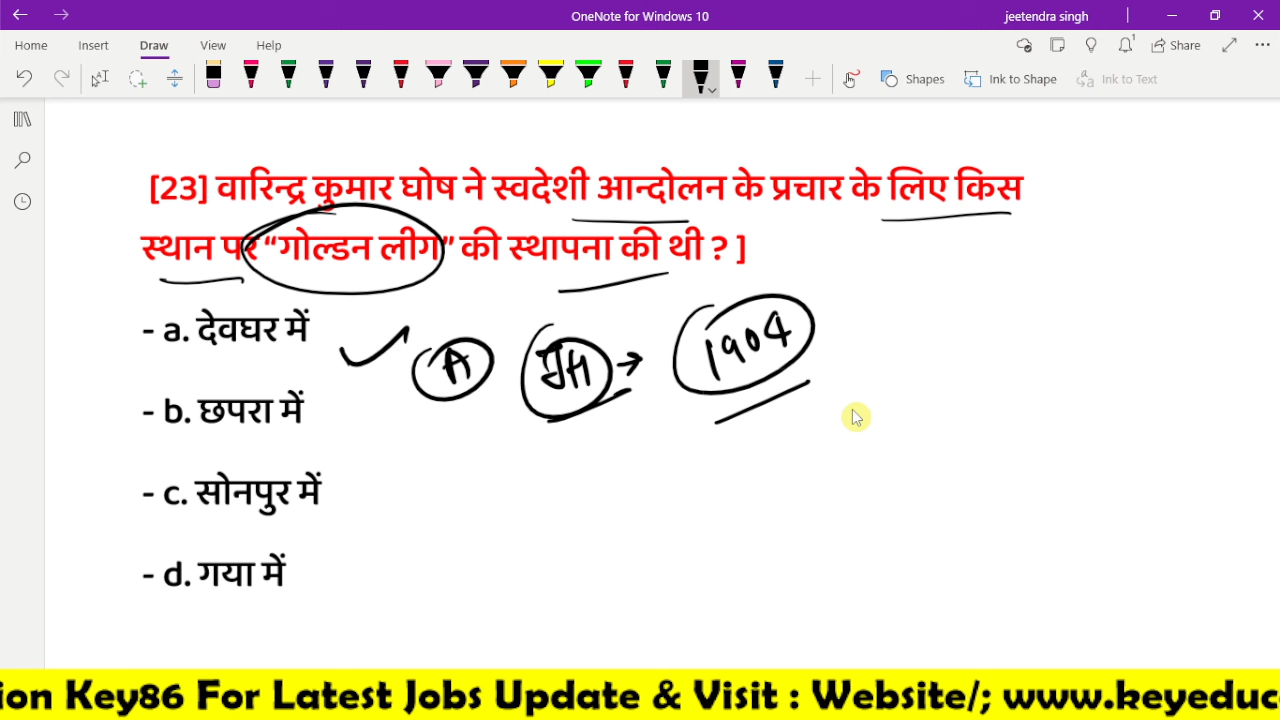 OneNote for Windows 10
jeetendra singh
Home Insert Draw View Help
Share
Shapes Ink to Shape Ink to Text
[23] वारिन्द्र कुमार घोष ने स्वदेशी आन्दोलन के प्रचार के लिए किस
स्थान पर “गोल्डन लीग” की स्थापना की थी ? ]
- a. देवघर में
A JH → 1904
- b. छपरा में
- c. सोनपुर में
- d. गया में
ion Key86 For Latest Jobs Update & Visit : Website/; www.keyeduc